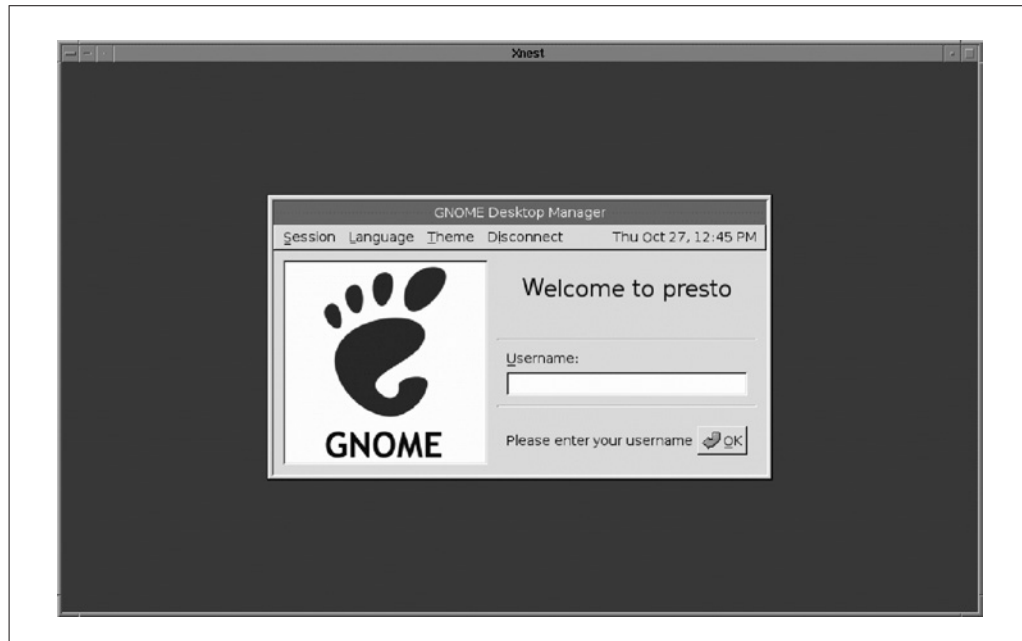 Xnest
GNOME Desktop Manager
Session Language Theme Disconnect Thu Oct 27, 12:45 PM
Welcome to presto
Username:
GNOME
Please enter your username OK